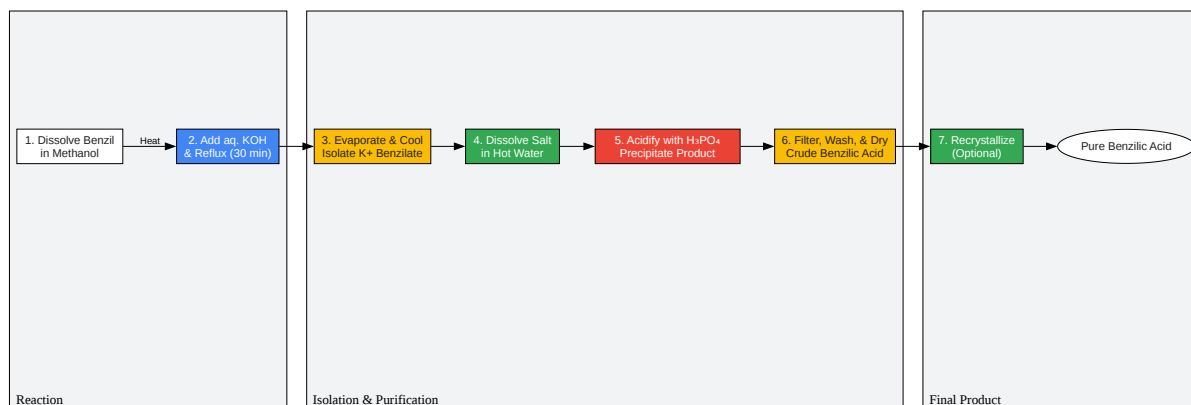 1. Dissolve Benzil
in Methanol
Heat
2. Add aq. KOH
& Reflux (30 min)
3. Evaporate & Cool
Isolate K+ Benzilate
4. Dissolve Salt
in Hot Water
5. Acidify with H₃PO₄
Precipitate Product
6. Filter, Wash, & Dry
Crude Benzilic Acid
7. Recrystallize
(Optional)
Pure Benzilic Acid
Reaction
Isolation & Purification
Final Product